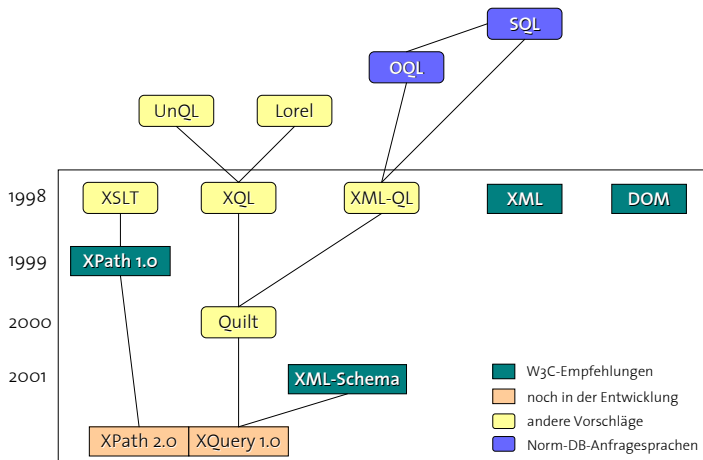 SQL
OQL
UnQL
Lorel
1998
XSLT
XQL
XML-QL
XML
DOM
1999
XPath 1.0
2000
Quilt
2001
XML-Schema
W3C-Empfehlungen
noch in der Entwicklung
andere Vorschläge
Norm-DB-Anfragesprachen
XPath 2.0
XQuery 1.0